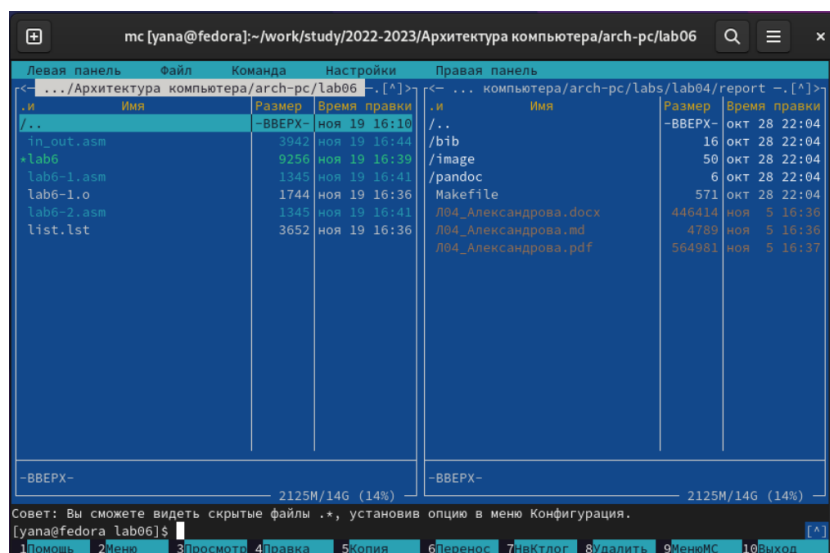 mc [yana@fedora]:~/work/study/2022-2023/Архитектура компьютера/arch-pc/lab06
Левая панель Файл Команда Настройки Правая панель
<— .../Архитектура компьютера/arch-pc/lab06 —.[^]> <— ... компьютера/arch-pc/labs/lab04/report —.[^]>
.и Имя Размер Время правки .и Имя Размер Время правки
/.. -ВВЕРХ- ноя 19 16:10 /.. -ВВЕРХ- окт 28 22:04
in_out.asm 3942 ноя 19 16:44 /bib 16 окт 28 22:04
*lab6 9256 ноя 19 16:39 /image 50 окт 28 22:04
lab6-1.asm 1345 ноя 19 16:41 /pandoc 6 окт 28 22:04
lab6-1.o 1744 ноя 19 16:36 Makefile 571 окт 28 22:04
lab6-2.asm 1345 ноя 19 16:41 Л04_Александрова.docx 446414 ноя 5 16:36
list.lst 3652 ноя 19 16:36 Л04_Александрова.md 4789 ноя 5 16:36
Л04_Александрова.pdf 564981 ноя 5 16:37
-ВВЕРХ- -ВВЕРХ-
2125M/14G (14%) 2125M/14G (14%)
Совет: Вы сможете видеть скрытые файлы .*, установив опцию в меню Конфигурация.
[yana@fedora lab06]$ [^]
1Помощь 2Меню 3Просмотр 4Правка 5Копия 6Перенос 7НвКтлог 8Удалить 9МенюМС 10Выход